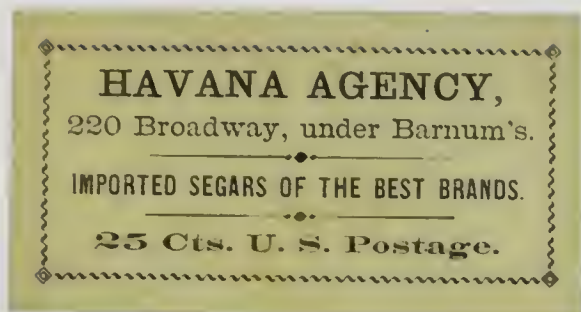 HAVANA AGENCY,
220 Broadway, under Barnum's.
IMPORTED SEGARS OF THE BEST BRANDS.
25 Cts. U. S. Postage.